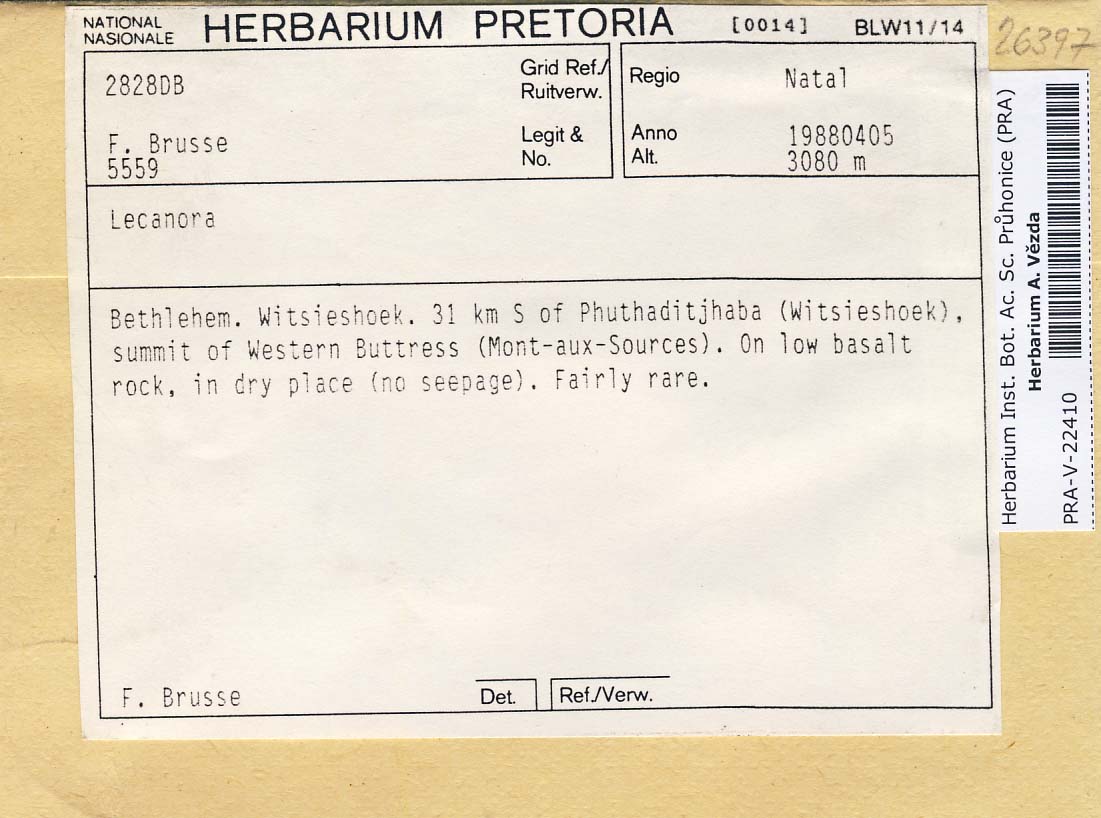 NATIONAL
NASIONALE
HERBARIUM PRETORIA [0014] BLW11/14
26397
2828DB
Grid Ref./
Ruitverw.
F. Brusse
5559
Legit &
No.
Regio Natal
Anno 19880405
Alt. 3080 m
Lecanora
Bethlehem. Witsieshoek. 31 km S of Phuthaditjhaba (Witsieshoek),
summit of Western Buttress (Mont-aux-Sources). On low basalt
rock, in dry place (no seepage). Fairly rare.
F. Brusse Det. Ref./Verw.
Herbarium Inst. Bot. Ac. Sc. Průhonice (PRA)
Herbarium A. Vězda
PRA-V-22410